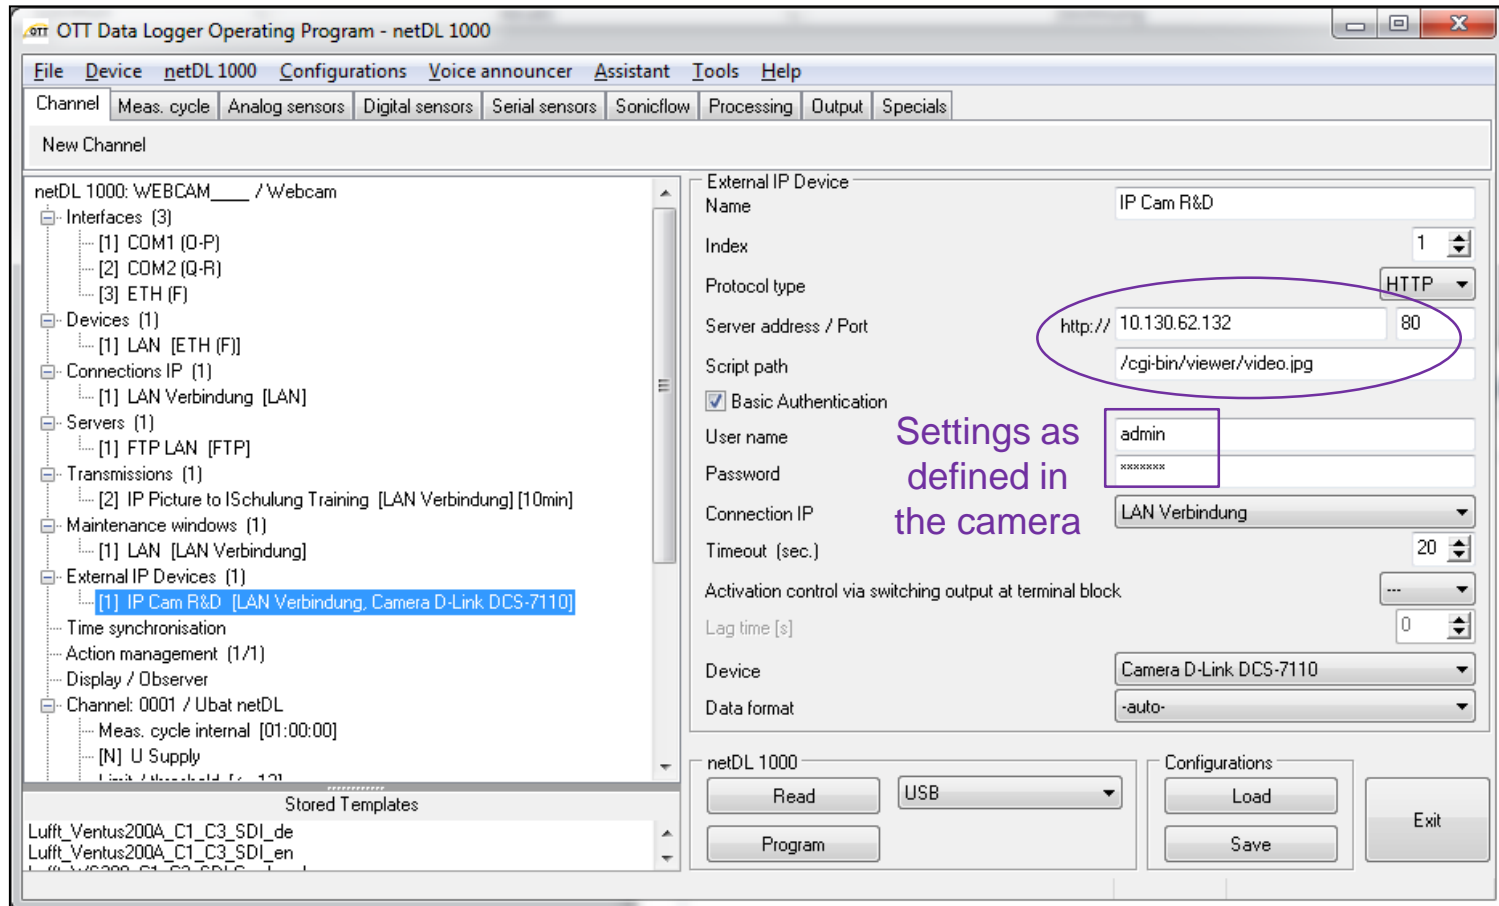 OTT OTT Data Logger Operating Program - netDL 1000
File Device netDL 1000 Configurations Voice announcer Assistant Tools Help
Channel Meas. cycle Analog sensors Digital sensors Serial sensors Sonicflow Processing Output Specials
New Channel
netDL 1000: WEBCAM____ / Webcam
Interfaces (3)
[1] COM1 (O-P)
[2] COM2 (Q-R)
[3] ETH (F)
Devices (1)
[1] LAN [ETH (F)]
Connections IP (1)
[1] LAN Verbindung [LAN]
Servers (1)
[1] FTP LAN [FTP]
Transmissions (1)
[2] IP Picture to ISchulung Training [LAN Verbindung] [10min]
Maintenance windows (1)
[1] LAN [LAN Verbindung]
External IP Devices (1)
[1] IP Cam R&D [LAN Verbindung, Camera D-Link DCS-7110]
Time synchronisation
Action management (1/1)
Display / Observer
Channel: 0001 / Ubat netDL
Meas. cycle internal [01:00:00]
[N] U Supply
Stored Templates
Lufft_Ventus200A_C1_C3_SDI_de
Lufft_Ventus200A_C1_C3_SDI_en
External IP Device
Name IP Cam R&D
Index 1
Protocol type HTTP
Server address / Port http:// 10.130.62.132 80
Script path /cgi-bin/viewer/video.jpg
Basic Authentication
User name admin
Password *******
Settings as
defined in
the camera
Connection IP LAN Verbindung
Timeout (sec.) 20
Activation control via switching output at terminal block ---
Lag time [s] 0
Device Camera D-Link DCS-7110
Data format -auto-
netDL 1000
Read USB
Program
Configurations
Load
Save
Exit